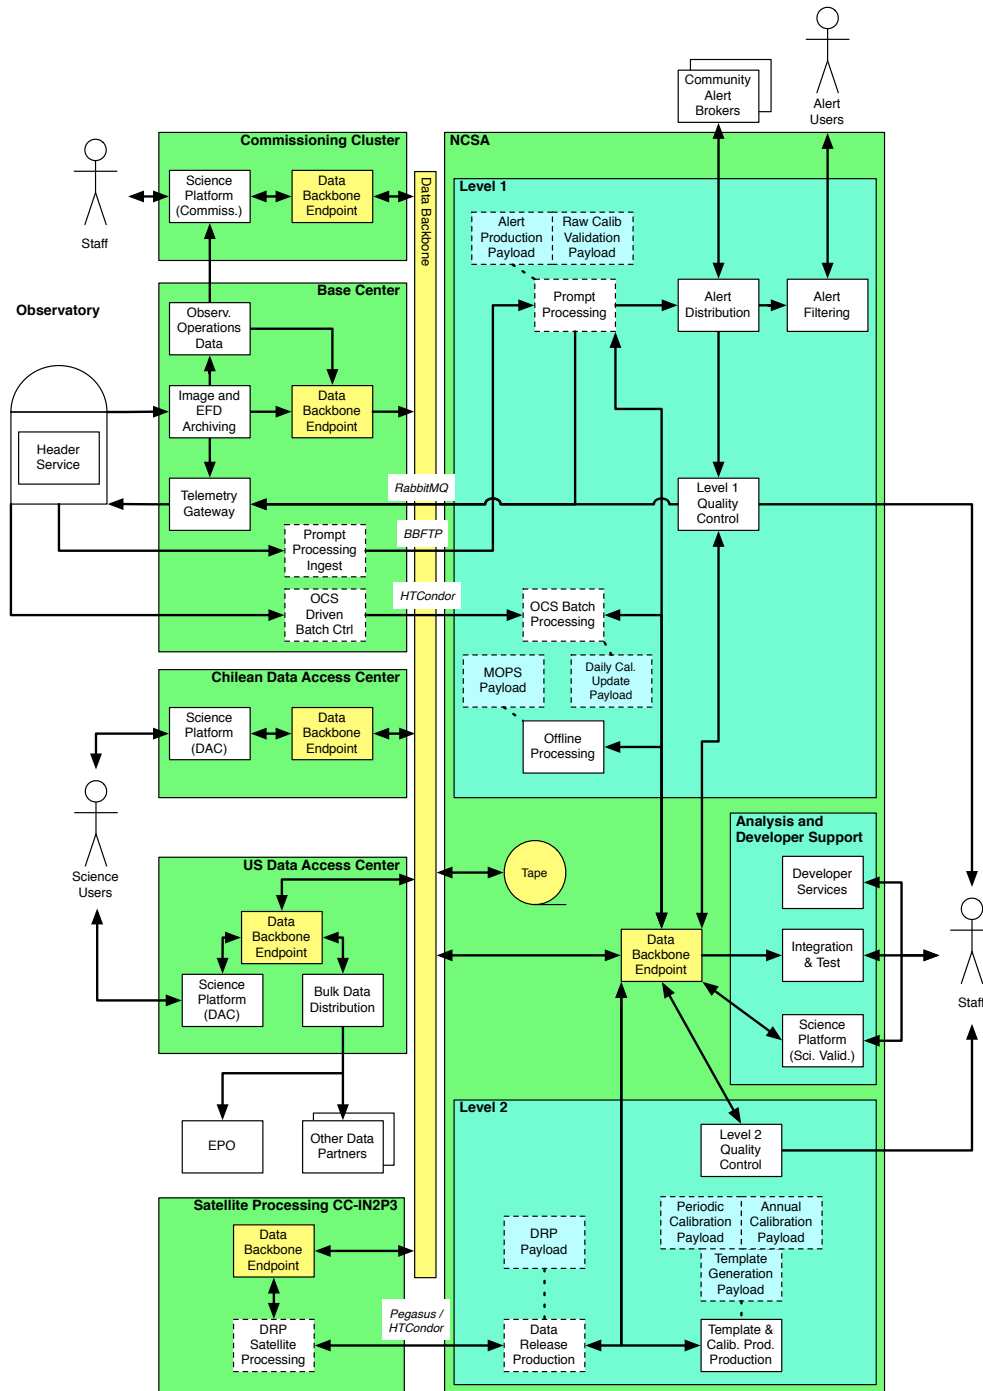 Community
Alert
Brokers
Alert
Users
Commissioning Cluster
NCSA
Staff
Science
Platform
(Commiss.)
Data
Backbone
Endpoint
Data Backbone
Level 1
Alert
Production
Payload
Raw Calib
Validation
Payload
Observatory
Base Center
Observ.
Operations
Data
Prompt
Processing
Alert
Distribution
Alert
Filtering
Image and
EFD
Archiving
Data
Backbone
Endpoint
Header
Service
Telemetry
Gateway
RabbitMQ
Level 1
Quality
Control
Prompt
Processing
Ingest
BBFTP
OCS
Driven
Batch Ctrl
HTCondor
OCS Batch
Processing
MOPS
Payload
Daily Cal.
Update
Payload
Chilean Data Access Center
Science
Platform
(DAC)
Data
Backbone
Endpoint
Offline
Processing
Science
Users
Analysis and
Developer Support
US Data Access Center
Tape
Developer
Services
Data
Backbone
Endpoint
Data
Backbone
Endpoint
Integration
& Test
Staff
Science
Platform
(DAC)
Bulk Data
Distribution
Science
Platform
(Sci. Valid.)
Level 2
EPO
Other Data
Partners
Level 2
Quality
Control
Satellite Processing CC-IN2P3
Data
Backbone
Endpoint
DRP
Payload
Periodic
Calibration
Payload
Annual
Calibration
Payload
Template
Generation
Payload
DRP
Satellite
Processing
Pegasus /
HTCondor
Data
Release
Production
Template &
Calib. Prod.
Production